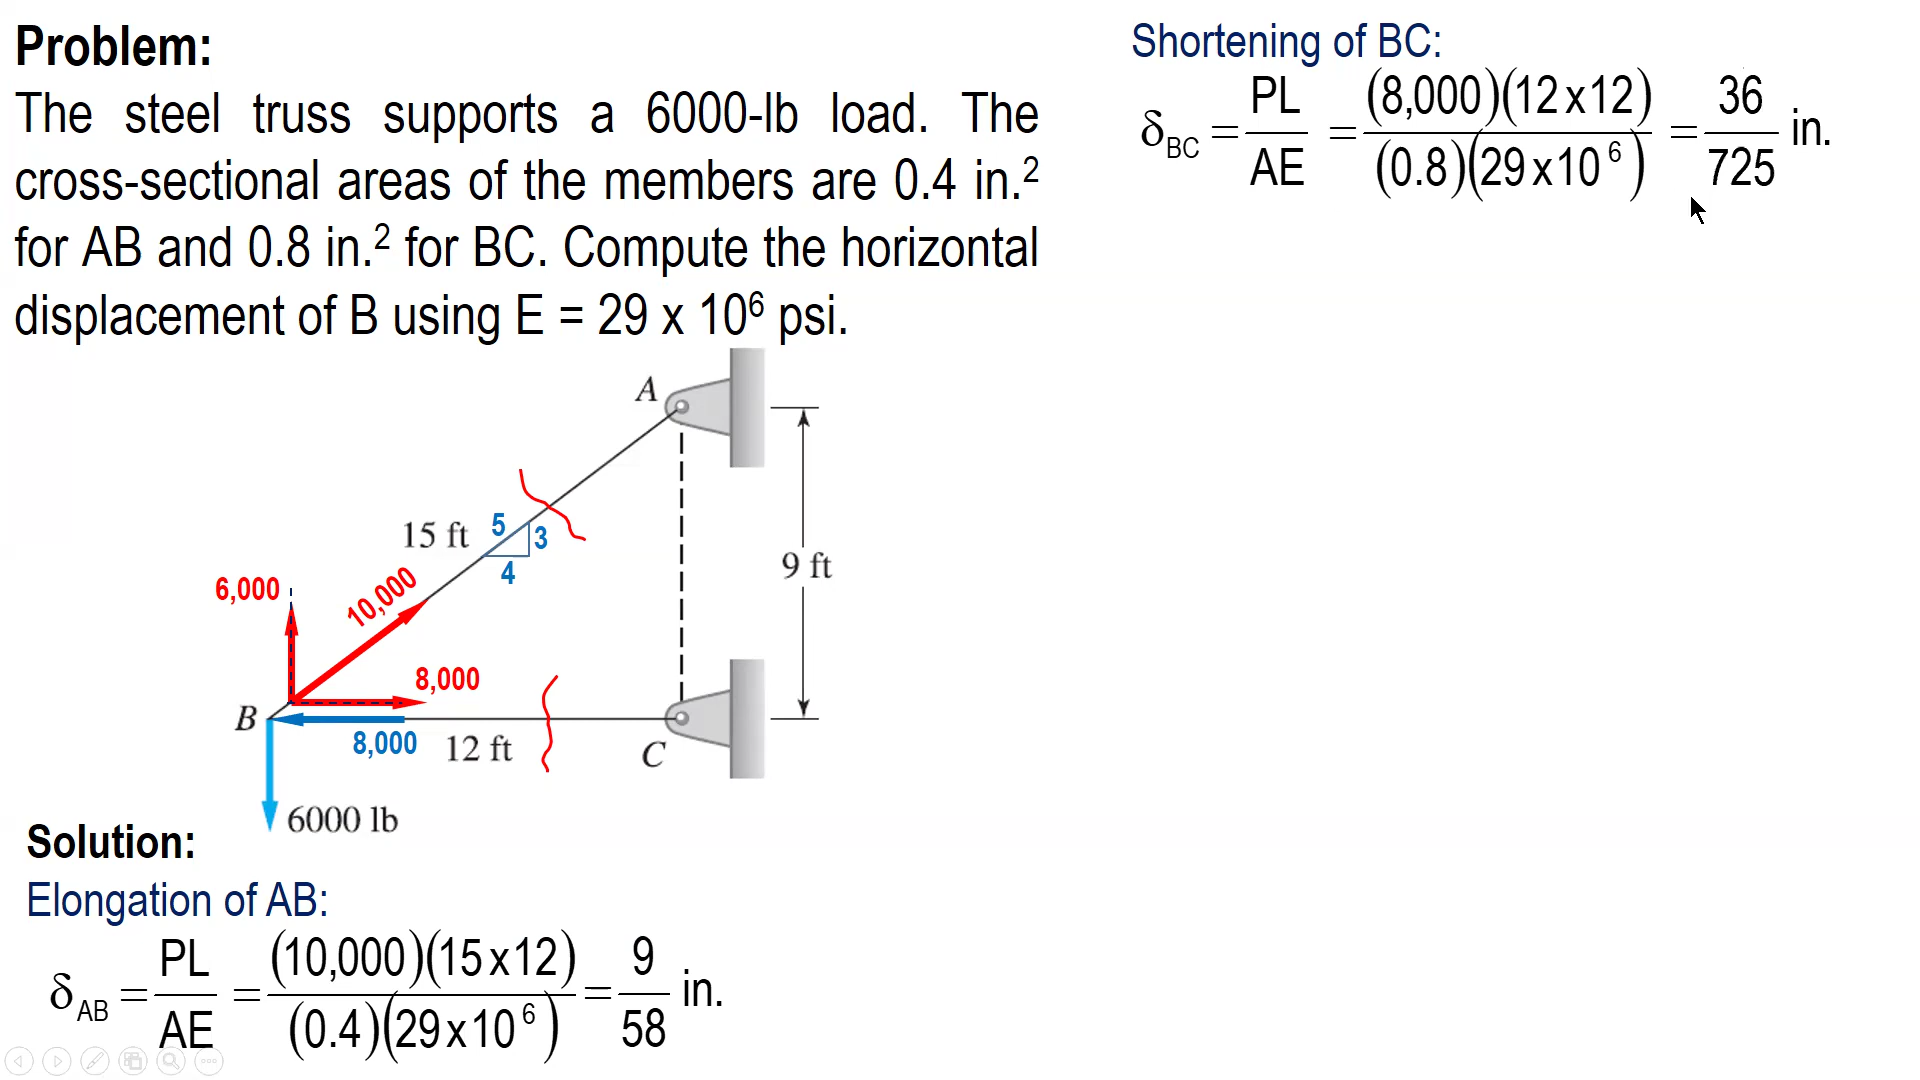 Problem:
The steel truss supports a 6000-lb load. The
cross-sectional areas of the members are 0.4 in.²
for AB and 0.8 in.² for BC. Compute the horizontal
displacement of B using E = 29 x 10⁶ psi.
A
15 ft
5
3
4
9 ft
6,000
10,000
8,000
B
8,000
12 ft
C
6000 lb
Solution:
Elongation of AB:
δ_AB = PL/AE = (10,000)(15x12)/(0.4)(29x10⁶) = 9/58 in.
Shortening of BC:
δ_BC = PL/AE = (8,000)(12x12)/(0.8)(29x10⁶) = 36/725 in.